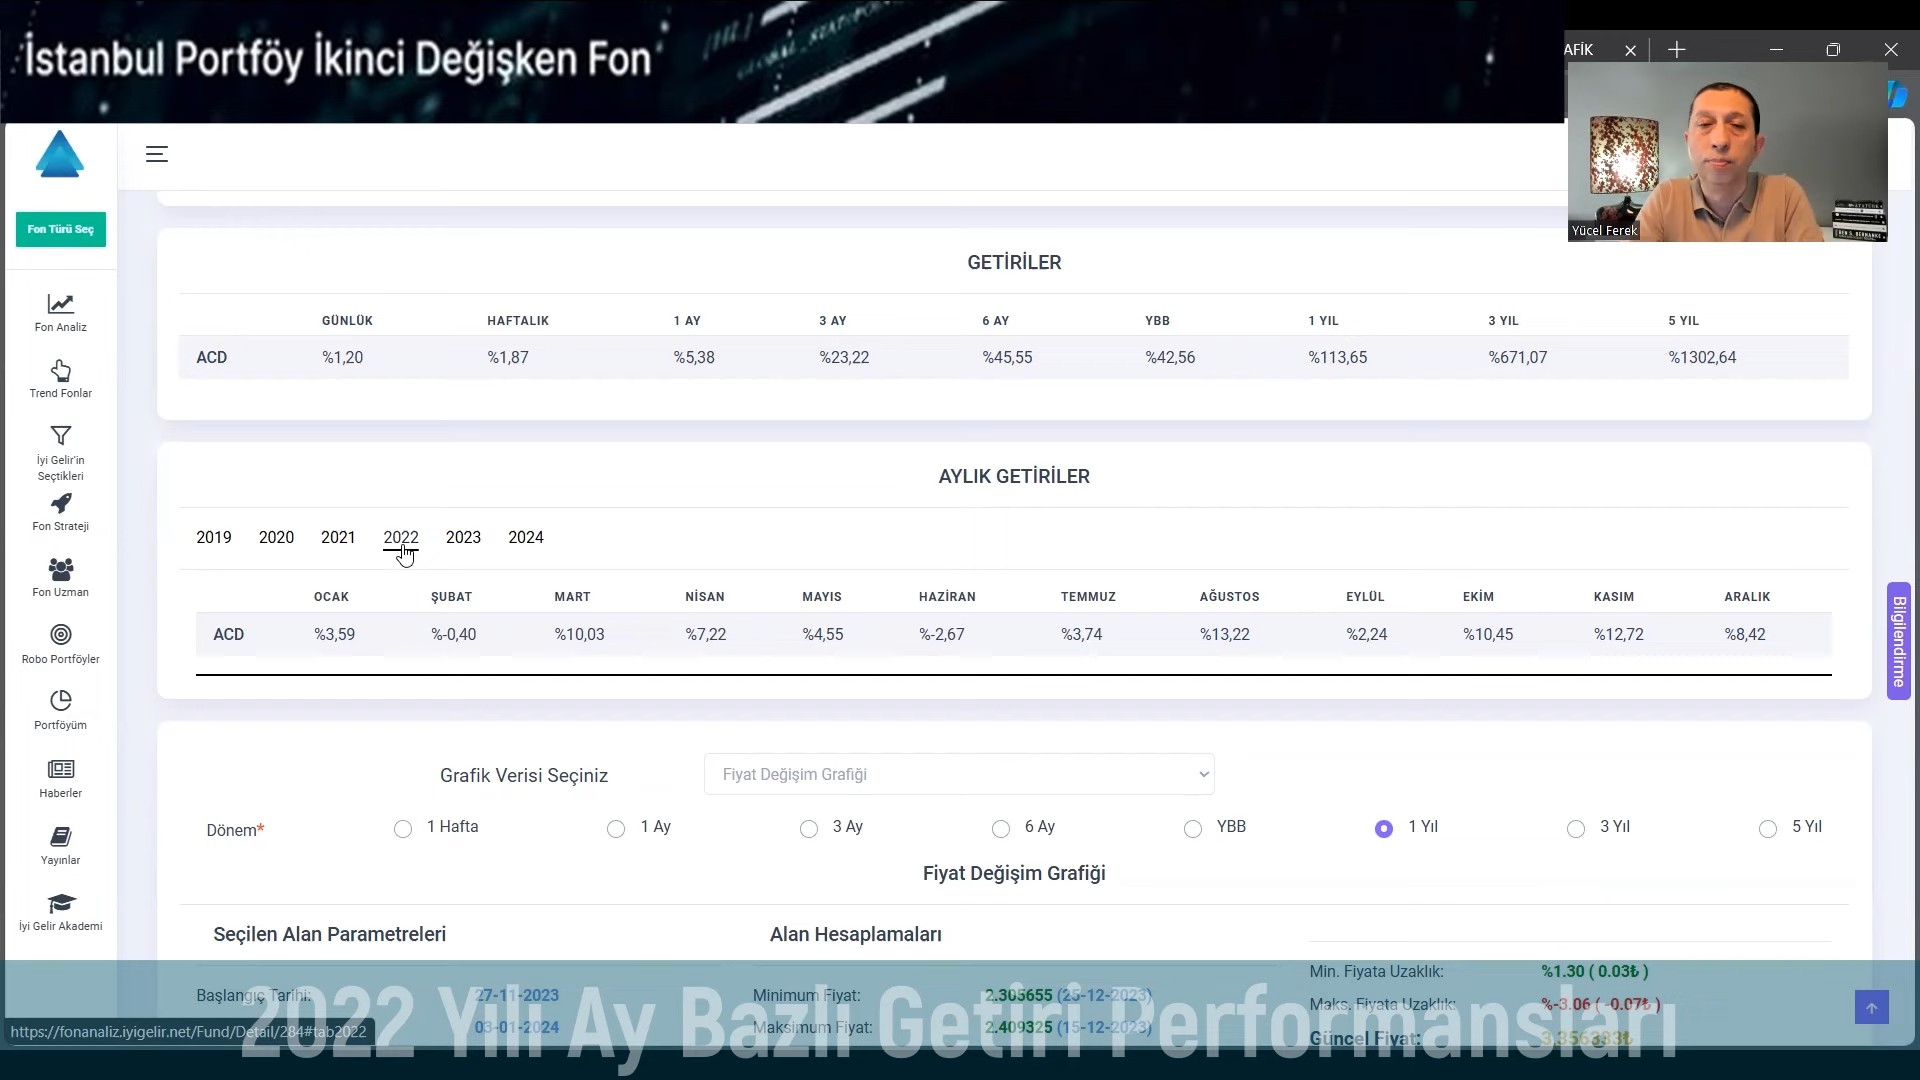 İstanbul Portföy İkinci Değişken Fon
AFİK
Yücel Ferek
Fon Türü Seç
Fon Analiz
Trend Fonlar
İyi Gelir'in
Seçtikleri
Fon Strateji
Fon Uzman
Robo Portföyler
Portföyüm
Haberler
Yayınlar
İyi Gelir Akademi
GETİRİLER
GÜNLÜK HAFTALIK 1 AY 3 AY 6 AY YBB 1 YIL 3 YIL 5 YIL
ACD %1,20 %1,87 %5,38 %23,22 %45,55 %42,56 %113,65 %671,07 %1302,64
AYLIK GETİRİLER
2019 2020 2021 2022 2023 2024
OCAK ŞUBAT MART NİSAN MAYIS HAZİRAN TEMMUZ AĞUSTOS EYLÜL EKİM KASIM ARALIK
ACD %3,59 %-0,40 %10,03 %7,22 %4,55 %-2,67 %3,74 %13,22 %2,24 %10,45 %12,72 %8,42
Bilgilendirme
Grafik Verisi Seçiniz Fiyat Değişim Grafiği
Dönem* 1 Hafta 1 Ay 3 Ay 6 Ay YBB 1 Yıl 3 Yıl 5 Yıl
Fiyat Değişim Grafiği
Seçilen Alan Parametreleri Alan Hesaplamaları
Min. Fiyata Uzaklık: %1.30 ( 0.03₺ )
Başlangıç Tarihi: 27-11-2023 Minimum Fiyat: 2.305655 (25-12-2023)
Maks. Fiyata Uzaklık: %-3.06 ( -0.07₺ )
03-01-2024 Maksimum Fiyat: 2.409325 (15-12-2023)
Güncel Fiyat:
https://fonanaliz.iyigelir.net/Fund/Detail/284#tab2022
2022 Yılı Ay Bazlı Getiri Performansları